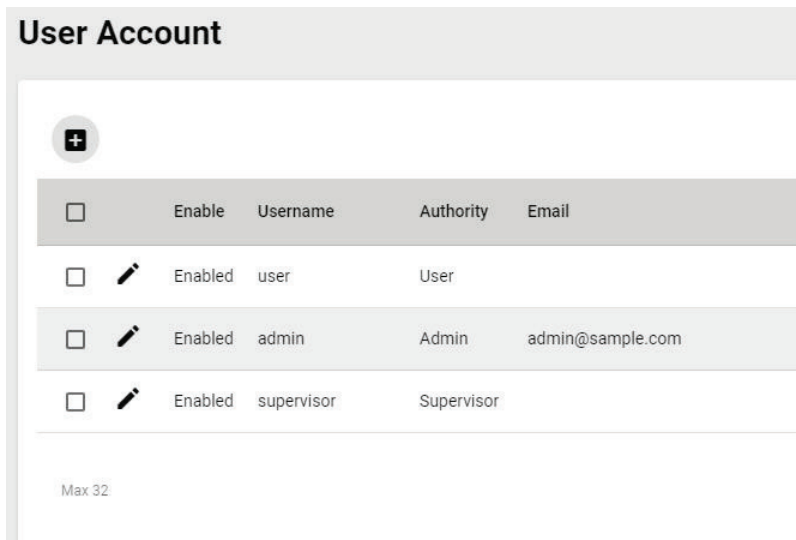 User Account
Enable Username Authority Email
Enabled user User
Enabled admin Admin admin@sample.com
Enabled supervisor Supervisor
Max 32